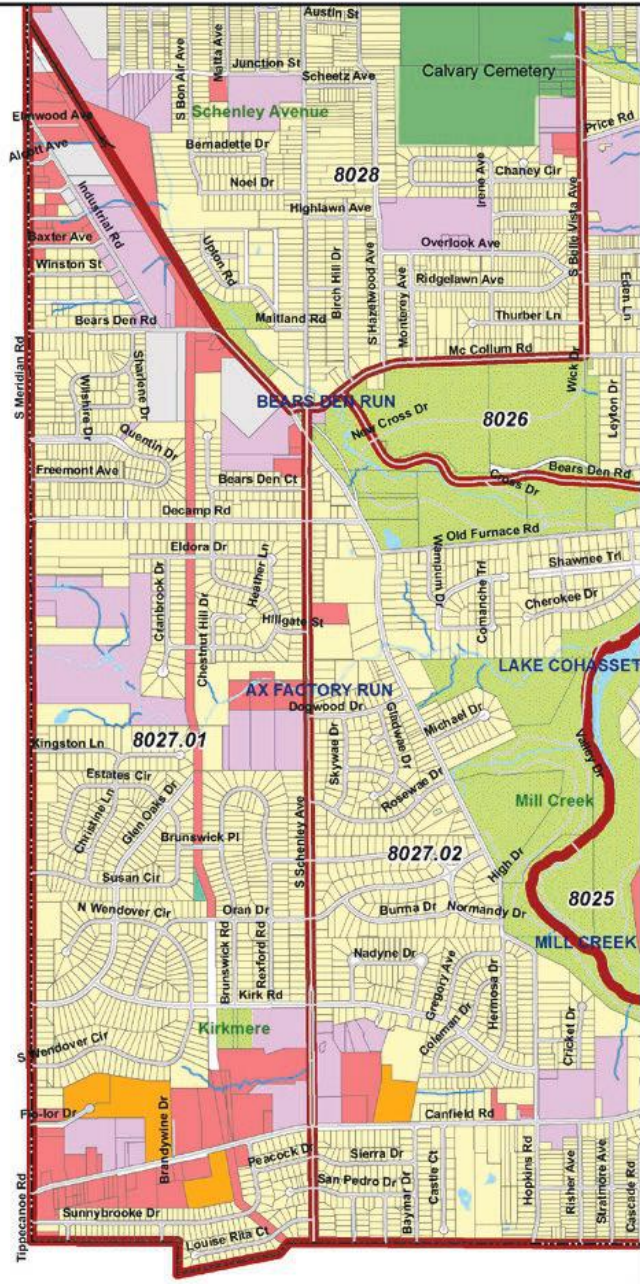 Austin St
Matta Ave
S Bon Air Ave
Junction St
Scheetz Ave
Calvary Cemetery
Elmwood Ave
Schenley Avenue
Price Rd
Alcott Ave
Bernadette Dr
8028
Irene Ave
Chaney Cir
Noel Dr
Industrial Rd
Highlawn Ave
S Belle Vista Ave
Baxter Ave
Upton Rd
Birch Hill Dr
S Hazelwood Ave
Overlook Ave
Winston St
Monterey Ave
Ridgelawn Ave
Eden Ln
Bears Den Rd
Maitland Rd
Thurber Ln
S Meridian Rd
Mc Collum Rd
Sharlene Dr
Wilshire Dr
Wick Dr
BEARS DEN RUN
New Cross Dr
8026
Leyton Dr
Quentin Dr
Freemont Ave
Bears Den Ct
Cross Dr
Bears Den Rd
Decamp Rd
Old Furnace Rd
Eldora Dr
Wampum Dr
Shawnee Trl
Cranbrook Dr
Heather Ln
Comanche Trl
Cherokee Dr
Chestnut Hill Dr
Hillgate St
LAKE COHASSET
AX FACTORY RUN
Dogwood Dr
Gladwae Dr
Michael Dr
8027.01
Kingston Ln
Skywae Dr
Valley Dr
Estates Cir
Christine Ln
Glen Oaks Dr
Rosewae Dr
Mill Creek
Brunswick Pl
S Schenley Ave
8027.02
High Dr
Susan Cir
8025
N Wendover Cir
Oran Dr
Burma Dr
Normandy Dr
MILL CREEK
Brunswick Rd
Rexford Rd
Nadyne Dr
Gregory Ave
Hermosa Dr
Kirk Rd
Coleman Dr
Kirkmere
Cricket Dr
S Wendover Cir
Flo-lor Dr
Brandywine Dr
Canfield Rd
Peacock Dr
Sierra Dr
Hopkins Rd
Tippecanoe Rd
San Pedro Dr
Baymar Dr
Castle Ct
Risher Ave
Stratmore Ave
Cascade Rd
Sunnybrooke Dr
Louise Rita Ct